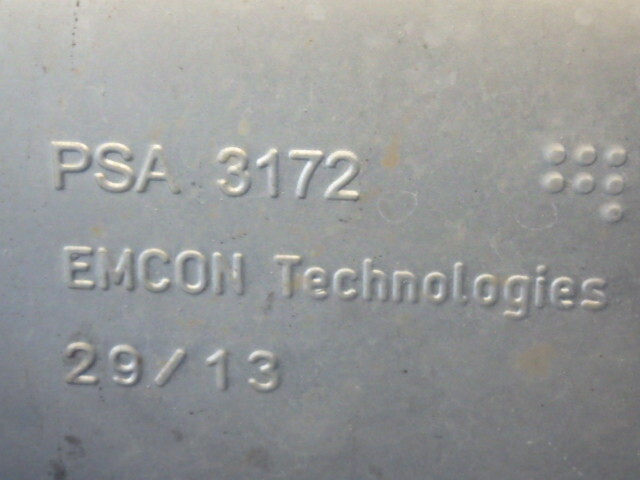 PSA 3172
EMCON Technologies
29/13